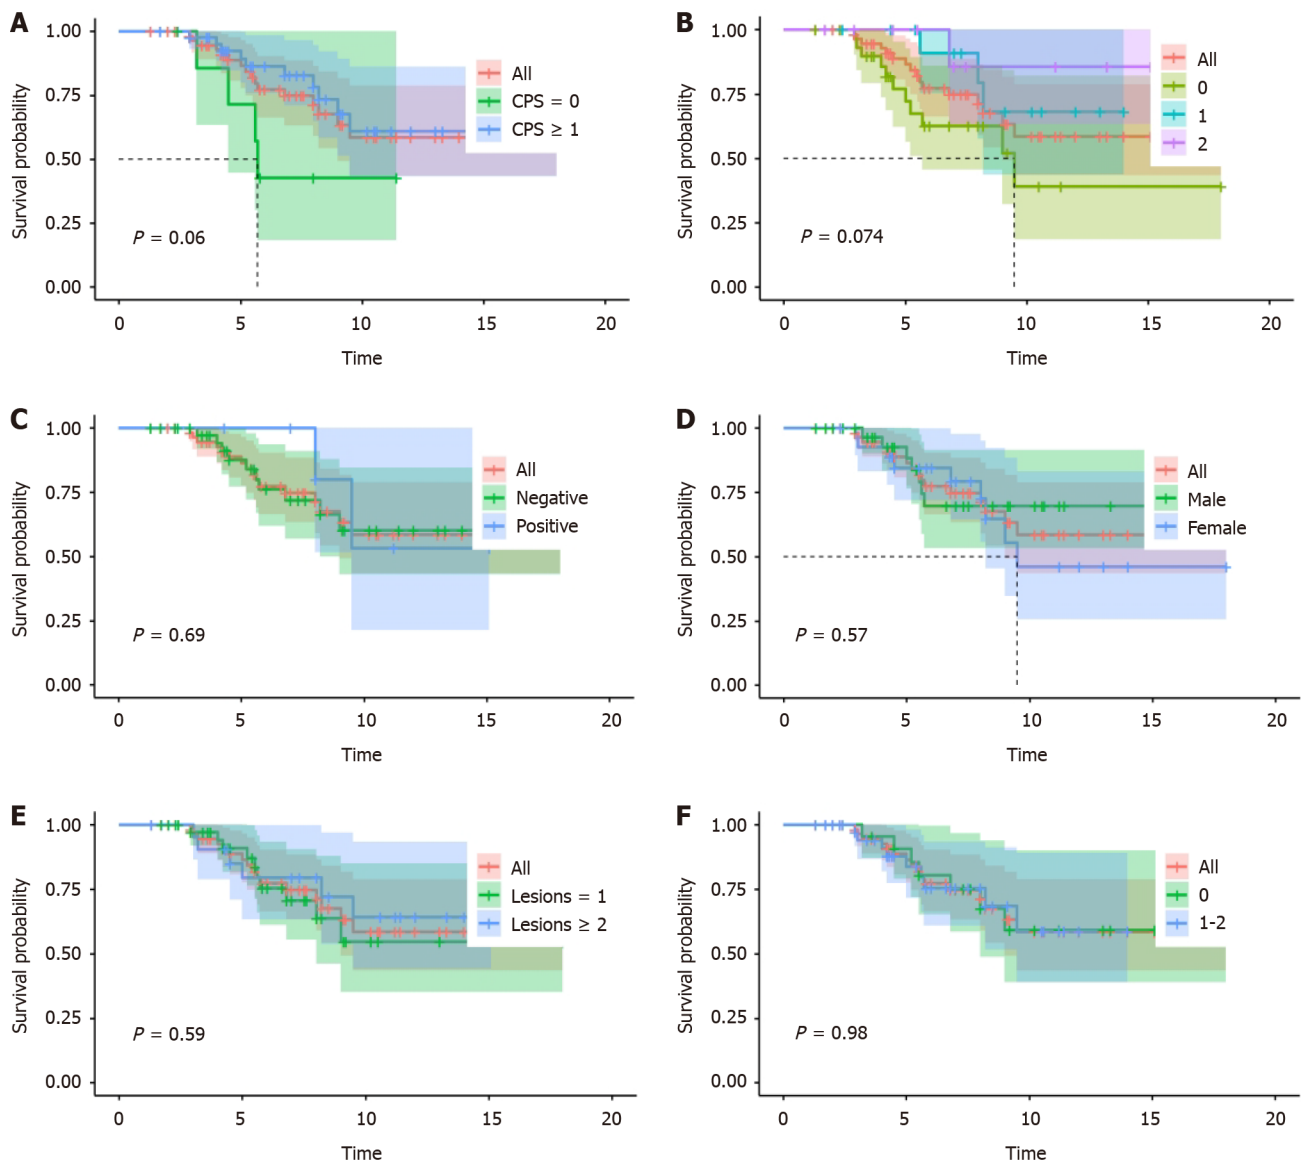 A
Survival probability
1.00
0.75
0.50
0.25
0.00
All
CPS = 0
CPS ≥ 1
P = 0.06
0 5 10 15 20
Time
B
Survival probability
1.00
0.75
0.50
0.25
0.00
All
0
1
2
P = 0.074
0 5 10 15 20
Time
C
Survival probability
1.00
0.75
0.50
0.25
0.00
All
Negative
Positive
P = 0.69
0 5 10 15 20
Time
D
Survival probability
1.00
0.75
0.50
0.25
0.00
All
Male
Female
P = 0.57
0 5 10 15 20
Time
E
Survival probability
1.00
0.75
0.50
0.25
0.00
All
Lesions = 1
Lesions ≥ 2
P = 0.59
0 5 10 15 20
Time
F
Survival probability
1.00
0.75
0.50
0.25
0.00
All
0
1-2
P = 0.98
0 5 10 15 20
Time